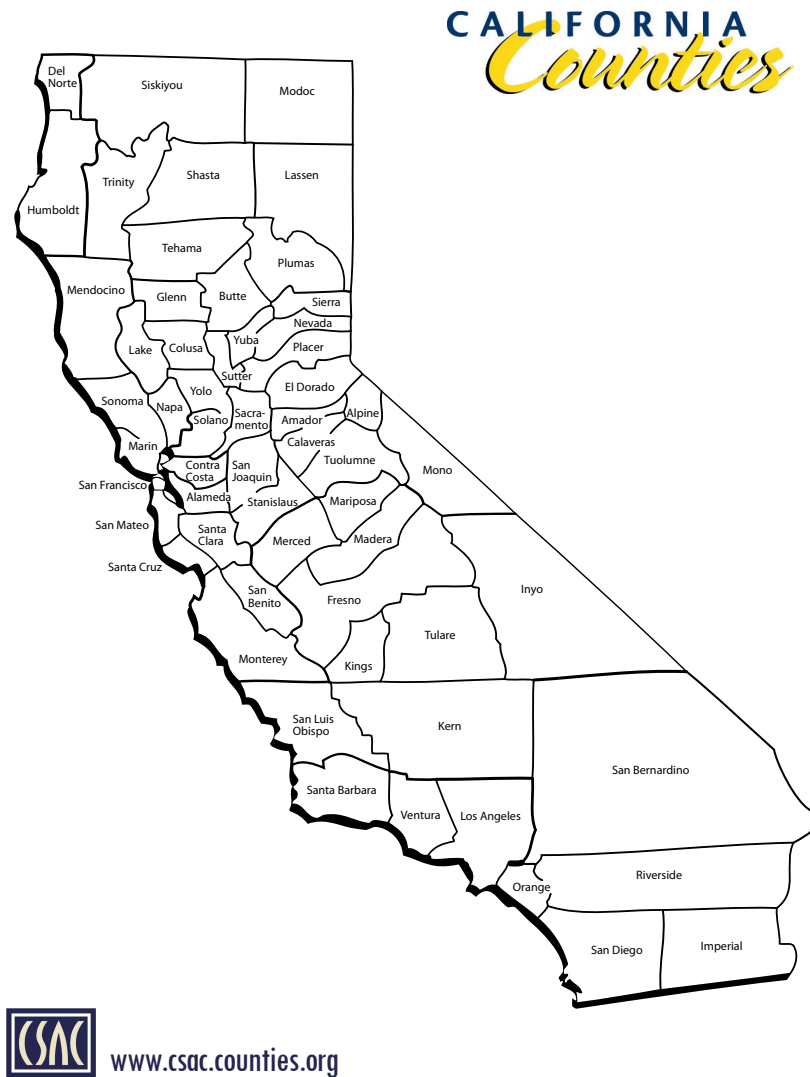 CALIFORNIA
Counties
Del
Norte
Siskiyou
Modoc
Trinity
Shasta
Lassen
Humboldt
Tehama
Plumas
Mendocino
Glenn
Butte
Sierra
Nevada
Lake
Colusa
Yuba
Placer
Sutter
El Dorado
Sonoma
Napa
Yolo
Solano
Sacra-
mento
Amador
Alpine
Marin
Calaveras
Contra
Costa
San
Joaquin
Tuolumne
Mono
San Francisco
Alameda
Stanislaus
Mariposa
San Mateo
Santa
Clara
Merced
Madera
Santa Cruz
San
Benito
Fresno
Inyo
Monterey
Kings
Tulare
San Luis
Obispo
Kern
San Bernardino
Santa Barbara
Ventura
Los Angeles
Orange
Riverside
San Diego
Imperial
CSAC
www.csac.counties.org